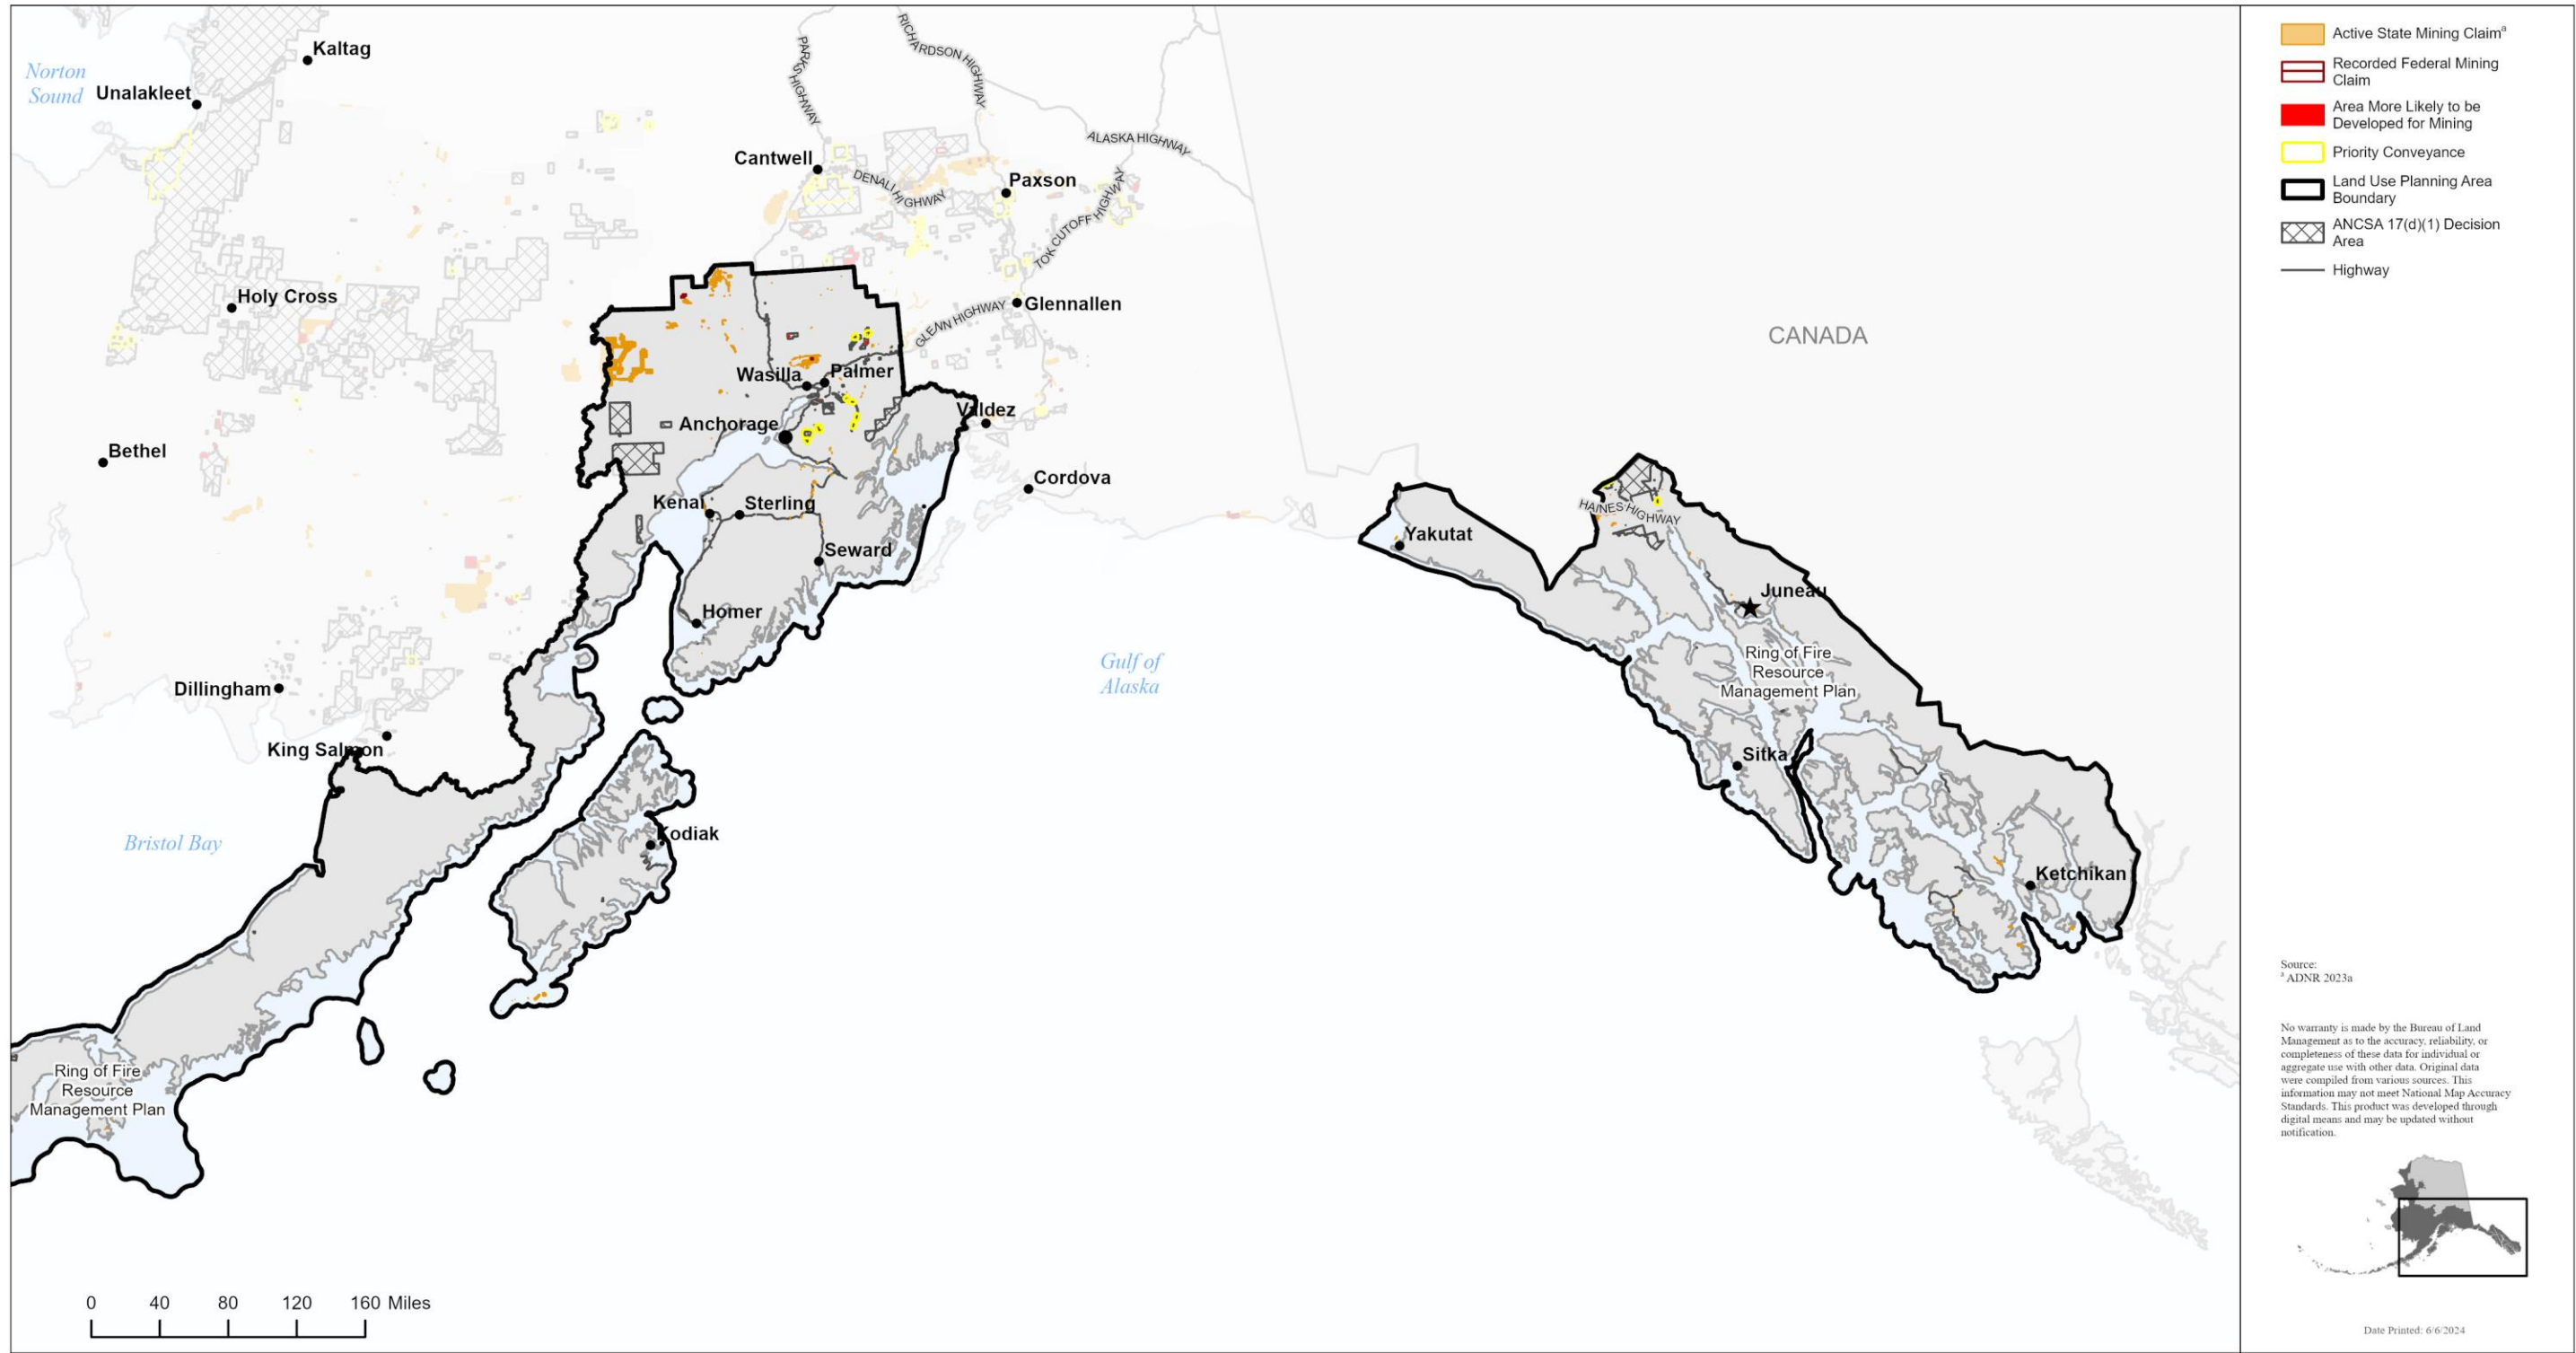 Kaltag
Norton
Sound
Unalakleet
PARKS HIGHWAY
RICHARDSON HIGHWAY
ALASKA HIGHWAY
Cantwell
DENALI HIGHWAY
Paxson
TOK CUTOFF HIGHWAY
Holy Cross
Glennallen
GLENN HIGHWAY
CANADA
Wasilla
Palmer
Anchorage
Valdez
Bethel
Cordova
Kenai
Sterling
HAINES HIGHWAY
Yakutat
Seward
Juneau
Homer
Gulf of
Alaska
Ring of Fire
Resource
Management Plan
Dillingham
King Salmon
Sitka
Kodiak
Bristol Bay
Ketchikan
Ring of Fire
Resource
Management Plan
0 40 80 120 160 Miles
Active State Mining Claimª
Recorded Federal Mining
Claim
Area More Likely to be
Developed for Mining
Priority Conveyance
Land Use Planning Area
Boundary
ANCSA 17(d)(1) Decision
Area
Highway
Source:
ª ADNR 2023a
No warranty is made by the Bureau of Land
Management as to the accuracy, reliability, or
completeness of these data for individual or
aggregate use with other data. Original data
were compiled from various sources. This
information may not meet National Map Accuracy
Standards. This product was developed through
digital means and may be updated without
notification.
Date Printed: 6/6/2024